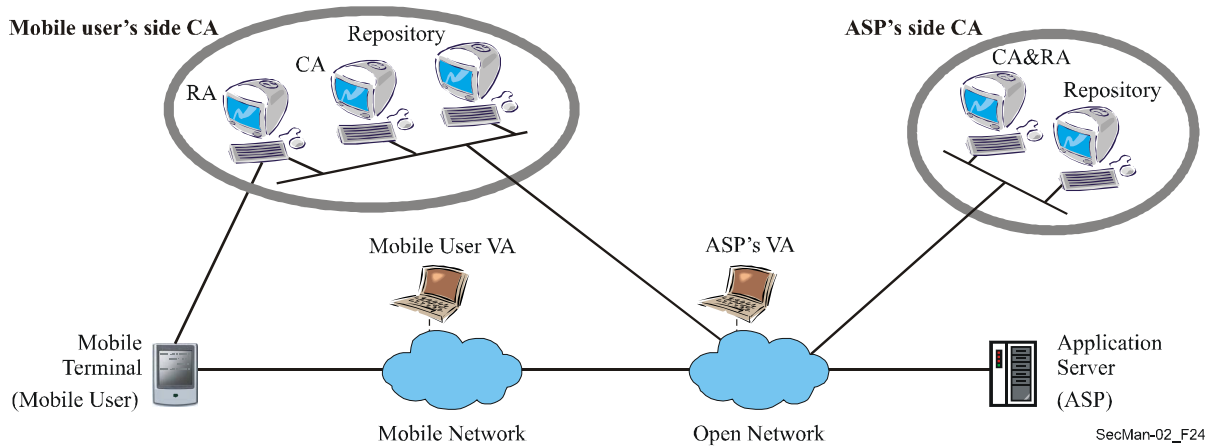 Mobile user’s side CA
Repository
CA
RA
ASP’s side CA
CA&RA
Repository
Mobile User VA
ASP’s VA
Mobile
Terminal
(Mobile User)
Application
Server
(ASP)
Mobile Network
Open Network
SecMan-02_F24